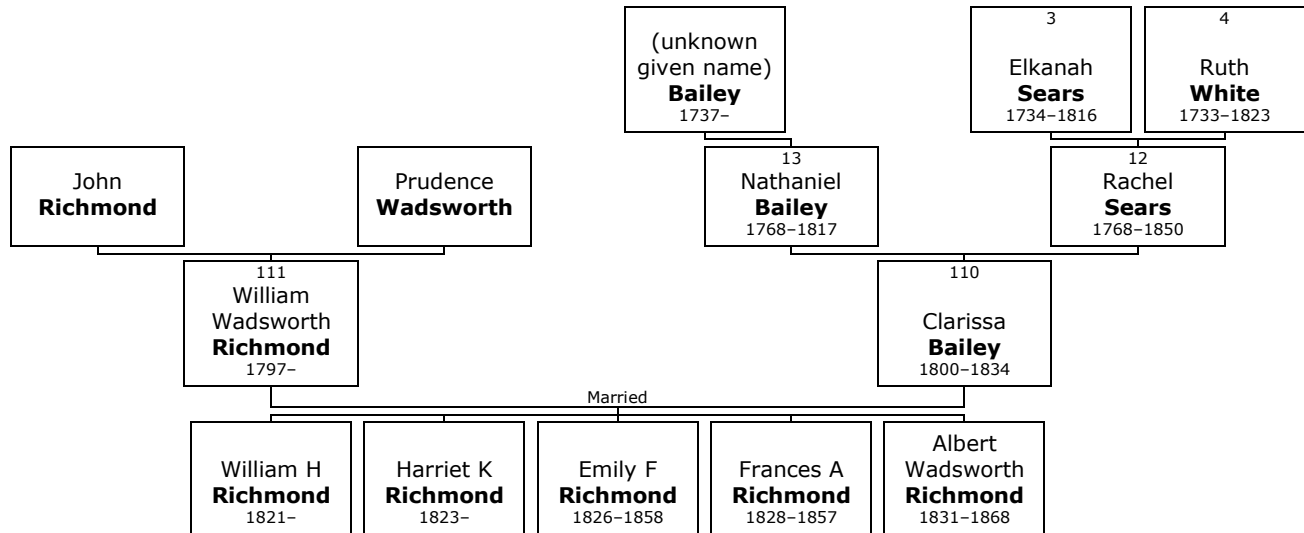 (unknown
given name)
Bailey
1737–
3
Elkanah
Sears
1734–1816
4
Ruth
White
1733–1823
John
Richmond
Prudence
Wadsworth
13
Nathaniel
Bailey
1768–1817
12
Rachel
Sears
1768–1850
111
William
Wadsworth
Richmond
1797–
110
Clarissa
Bailey
1800–1834
Married
William H
Richmond
1821–
Harriet K
Richmond
1823–
Emily F
Richmond
1826–1858
Frances A
Richmond
1828–1857
Albert
Wadsworth
Richmond
1831–1868